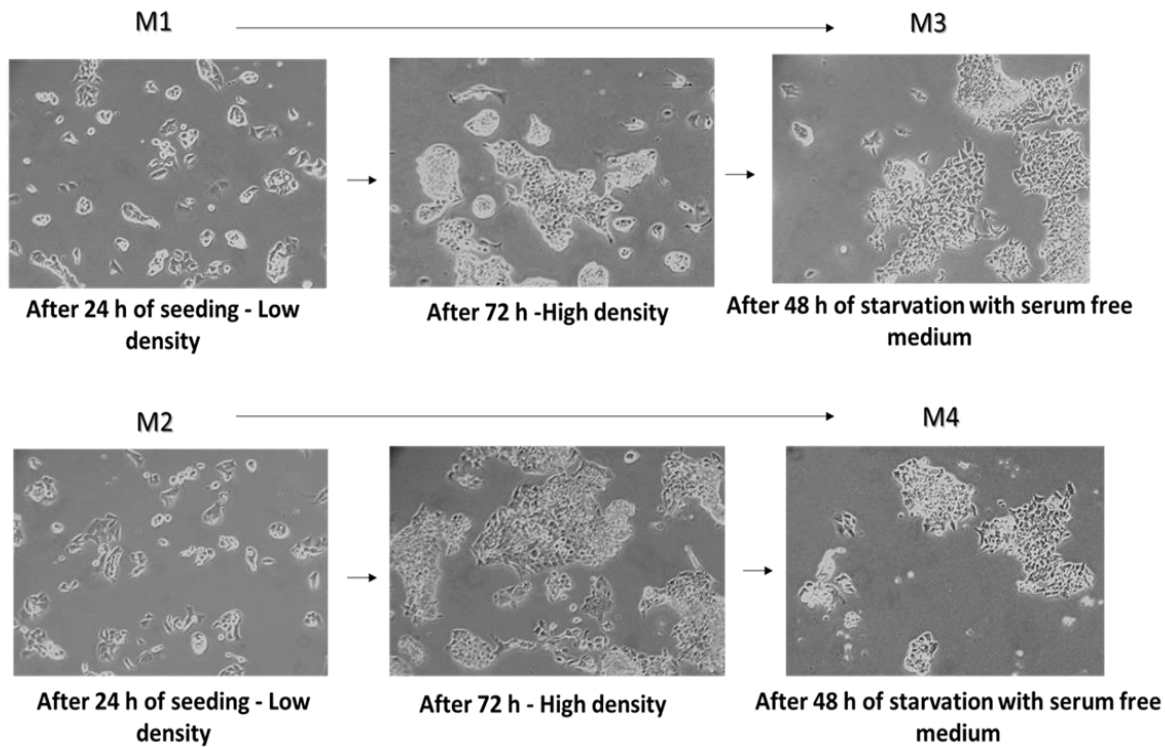 M1
M3
After 24 h of seeding - Low
density
After 72 h -High density
After 48 h of starvation with serum free
medium
M2
M4
After 24 h of seeding - Low
density
After 72 h - High density
After 48 h of starvation with serum free
medium